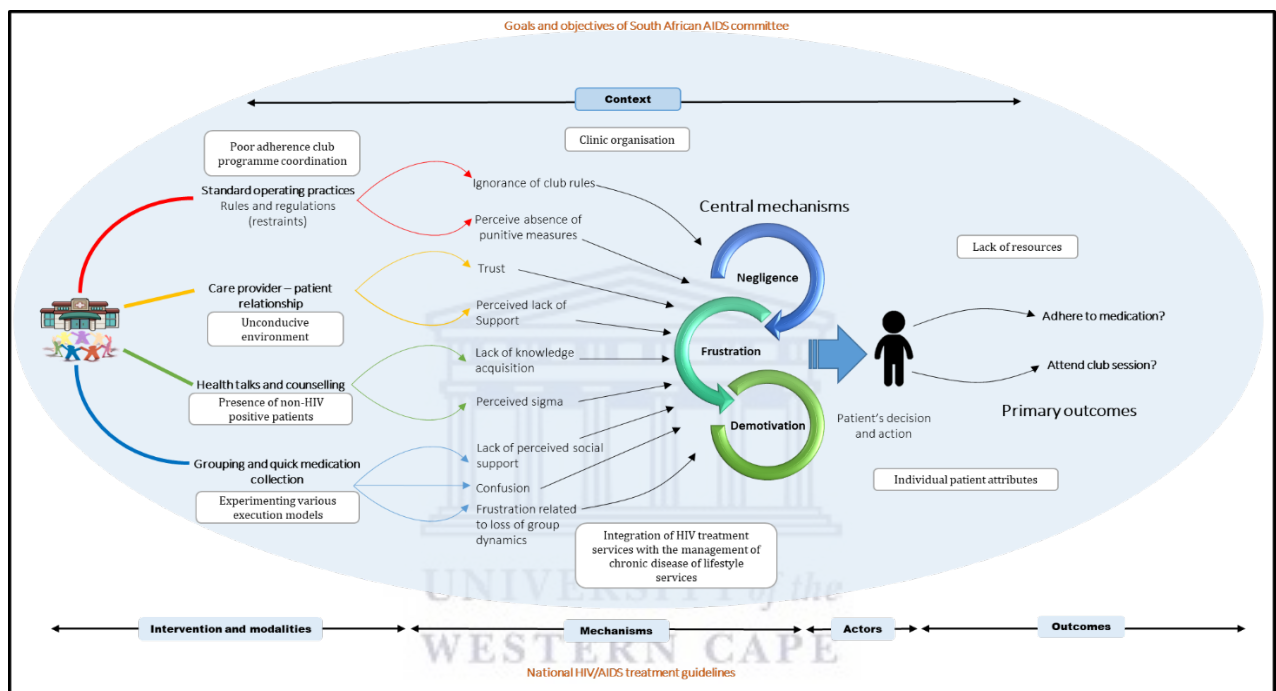 Goals and objectives of South African AIDS committee
Context
Poor adherence club
programme coordination
Clinic organisation
Standard operating practices
Rules and regulations
(restraints)
Ignorance of club rules
Perceive absence of
punitive measures
Central mechanisms
Negligence
Lack of resources
Care provider – patient
relationship
Unconducive
environment
Trust
Perceived lack of
Support
Frustration
Adhere to medication?
Attend club session?
Health talks and counselling
Presence of non-HIV
positive patients
Lack of knowledge
acquisition
Perceived sigma
Demotivation
Patient's decision
and action
Primary outcomes
Grouping and quick medication
collection
Experimenting various
execution models
Lack of perceived social
support
Confusion
Frustration related
to loss of group
dynamics
Individual patient attributes
Integration of HIV treatment
services with the management of
chronic disease of lifestyle
services
UNIVERSITY of the
WESTERN CAPE
Intervention and modalities
Mechanisms
Actors
Outcomes
National HIV/AIDS treatment guidelines